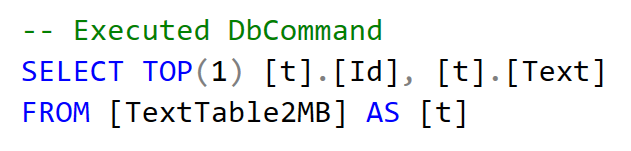 -- Executed DbCommand
SELECT TOP(1) [t].[Id], [t].[Text]
FROM [TextTable2MB] AS [t]